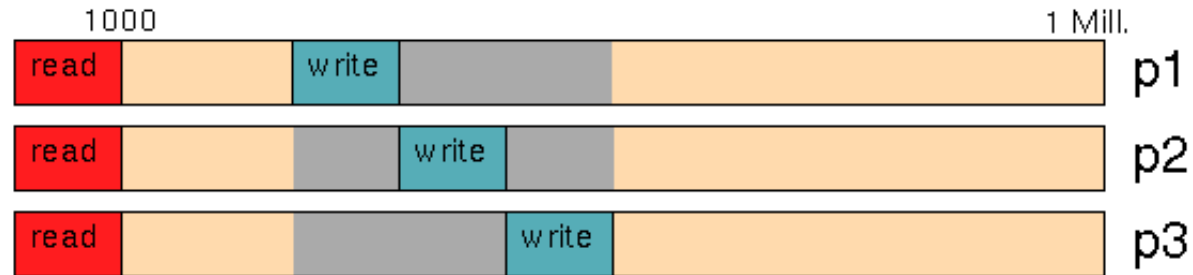 1000 1 Mill.
read write p1
read write p2
read write p3